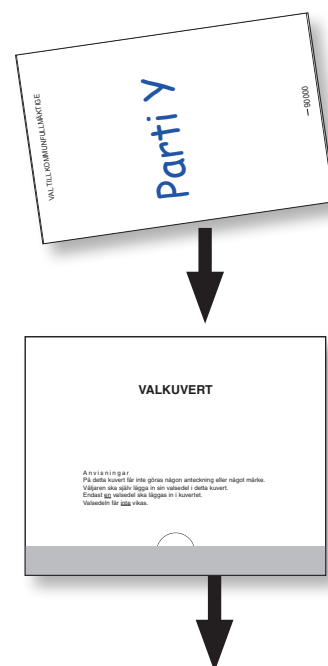 VAL TILL KOMMUNFULLMÄKTIGE
Parti Y
—90000
VALKUVERT
Anvisningar
På detta kuvert får inte göras någon anteckning eller något märke.
Väljaren ska själv lägga in sin valsedel i detta kuvert.
Endast en valsedel ska läggas in i kuvertet.
Valsedeln får inte vikas.